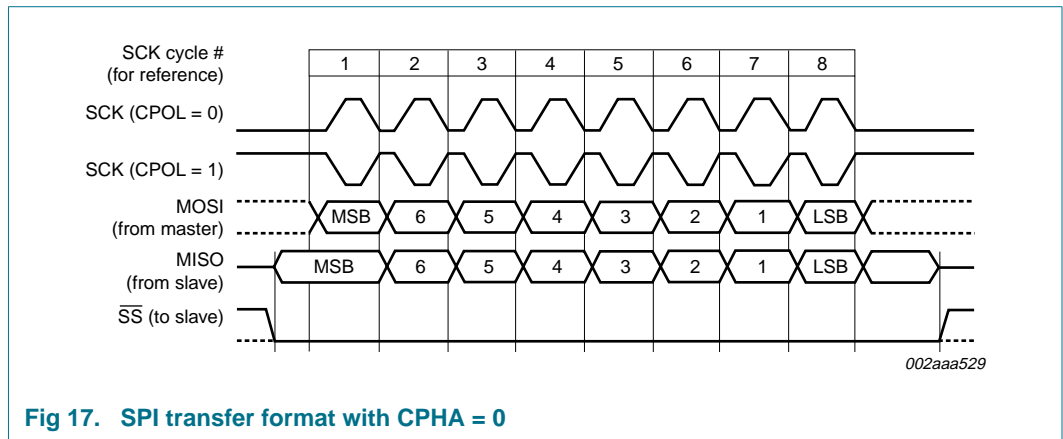 SCK cycle #
(for reference)
1 2 3 4 5 6 7 8
SCK (CPOL = 0)
SCK (CPOL = 1)
MOSI
(from master)
MSB 6 5 4 3 2 1 LSB
MISO
(from slave)
MSB 6 5 4 3 2 1 LSB
SS (to slave)
002aaa529
Fig 17. SPI transfer format with CPHA = 0